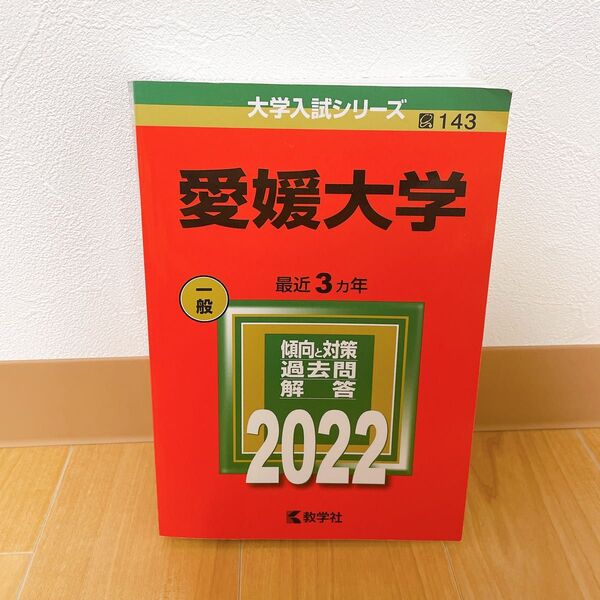 大学入試シリーズ
143
愛媛大学
最近3カ年
一般
傾向と対策
過去問
解答
2022
教学社